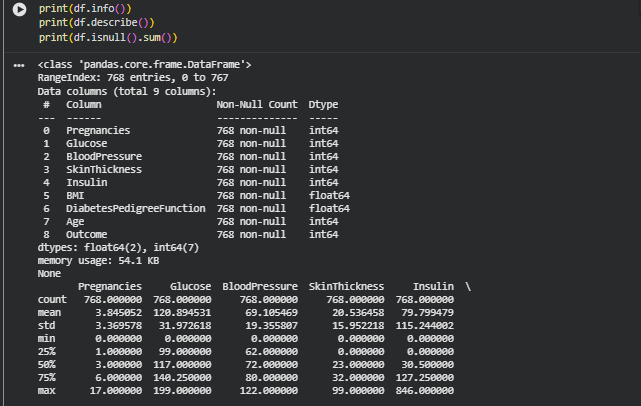 print(df.info())
print(df.describe())
print(df.isnull().sum())
<class 'pandas.core.frame.DataFrame'>
RangeIndex: 768 entries, 0 to 767
Data columns (total 9 columns):
 #   Column                    Non-Null Count  Dtype
---  ------                    --------------  -----
 0   Pregnancies               768 non-null    int64
 1   Glucose                   768 non-null    int64
 2   BloodPressure             768 non-null    int64
 3   SkinThickness             768 non-null    int64
 4   Insulin                   768 non-null    int64
 5   BMI                       768 non-null    float64
 6   DiabetesPedigreeFunction  768 non-null    float64
 7   Age                       768 non-null    int64
 8   Outcome                   768 non-null    int64
dtypes: float64(2), int64(7)
memory usage: 54.1 KB
None
       Pregnancies     Glucose  BloodPressure  SkinThickness     Insulin  \
count   768.000000  768.000000     768.000000     768.000000  768.000000
mean      3.845052  120.894531      69.105469      20.536458   79.799479
std       3.369578   31.972618      19.355807      15.952218  115.244002
min       0.000000    0.000000       0.000000       0.000000    0.000000
25%       1.000000   99.000000      62.000000       0.000000    0.000000
50%       3.000000  117.000000      72.000000      23.000000   30.500000
75%       6.000000  140.250000      80.000000      32.000000  127.250000
max      17.000000  199.000000     122.000000      99.000000  846.000000